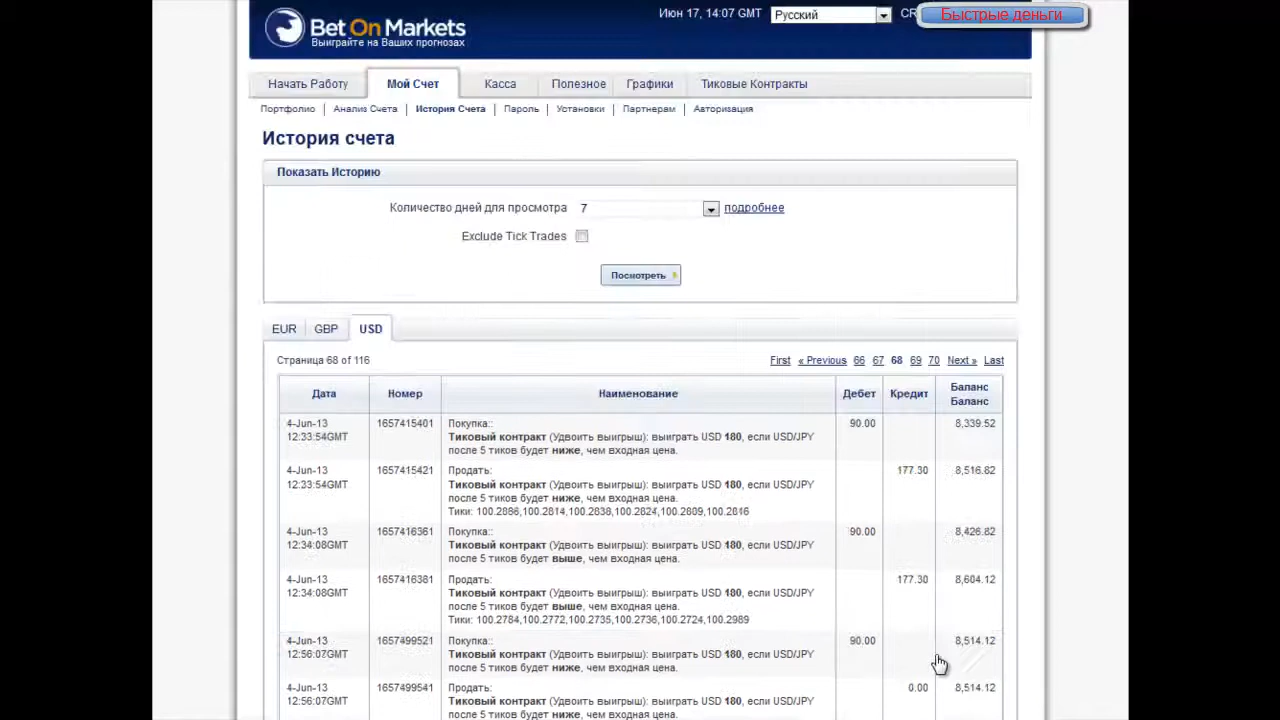 Июн 17, 14:07 GMT
Русский
CR
Быстрые деньги
Bet On Markets
Выиграйте на Ваших прогнозах
Начать Работу Мой Счет Касса Полезное Графики Тиковые Контракты
Портфолио Анализ Счета История Счета Пароль Установки Партнерам Авторизация
История счета
Показать Историю
Количество дней для просмотра 7 подробнее
Exclude Tick Trades
Посмотреть
EUR GBP USD
Страница 68 of 116 First « Previous 66 67 68 69 70 Next » Last
Дата Номер Наименование Дебет Кредит Баланс
Баланс
4-Jun-13 1657415401 Покупка:: 90.00 8,339.52
12:33:54GMT Тиковый контракт (Удвоить выигрыш): выиграть USD 180, если USD/JPY
после 5 тиков будет ниже, чем входная цена.
4-Jun-13 1657415421 Продать: 177.30 8,516.82
12:33:54GMT Тиковый контракт (Удвоить выигрыш): выиграть USD 180, если USD/JPY
после 5 тиков будет ниже, чем входная цена.
Тики: 100.2886,100.2814,100.2838,100.2824,100.2809,100.2816
4-Jun-13 1657416361 Покупка:: 90.00 8,426.82
12:34:08GMT Тиковый контракт (Удвоить выигрыш): выиграть USD 180, если USD/JPY
после 5 тиков будет выше, чем входная цена.
4-Jun-13 1657416381 Продать: 177.30 8,604.12
12:34:08GMT Тиковый контракт (Удвоить выигрыш): выиграть USD 180, если USD/JPY
после 5 тиков будет выше, чем входная цена.
Тики: 100.2784,100.2772,100.2735,100.2736,100.2724,100.2989
4-Jun-13 1657499521 Покупка:: 90.00 8,514.12
12:56:07GMT Тиковый контракт (Удвоить выигрыш): выиграть USD 180, если USD/JPY
после 5 тиков будет ниже, чем входная цена.
4-Jun-13 1657499541 Продать: 0.00 8,514.12
12:56:07GMT Тиковый контракт (Удвоить выигрыш): выиграть USD 180, если USD/JPY
после 5 тиков будет ниже, чем входная цена.